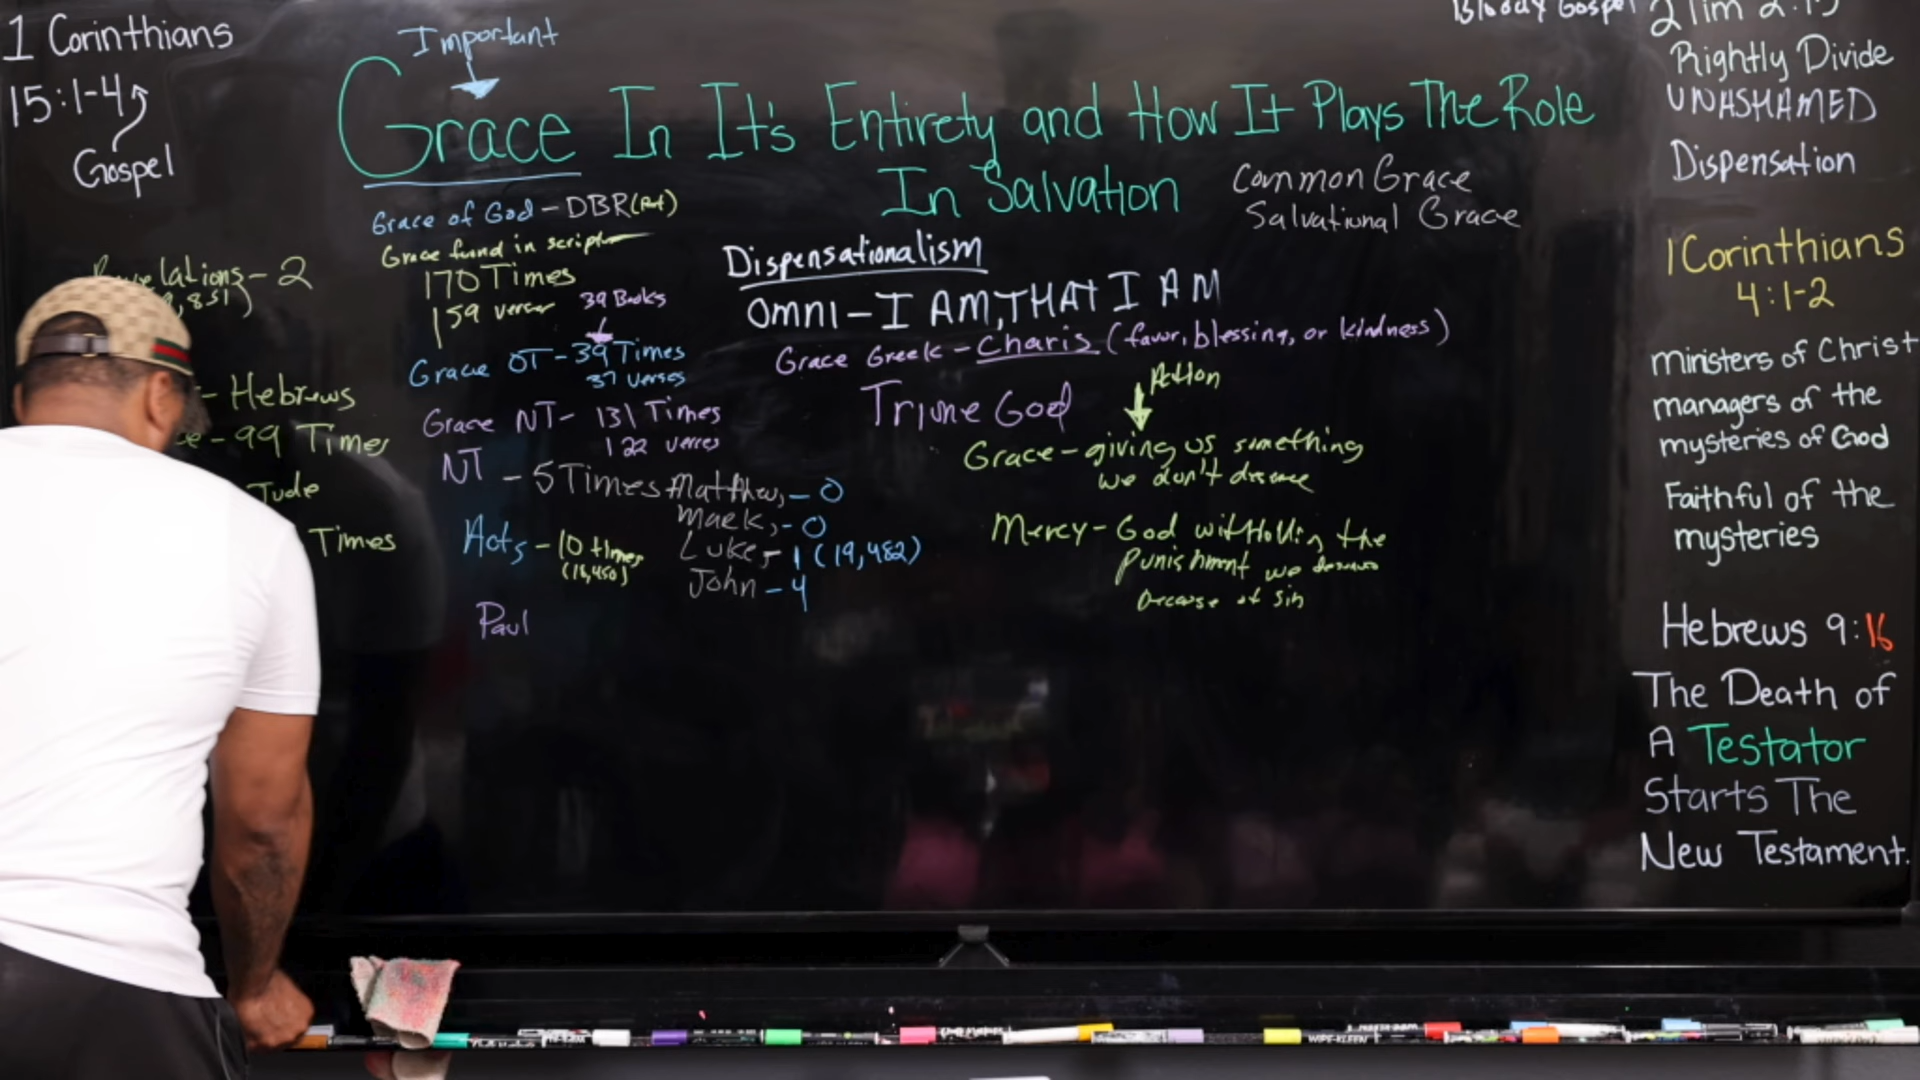 1 Corinthians
15:1-4
Gospel
Important
Grace In It's Entirety and How It Plays The Role
In Salvation
Common Grace
Salvational Grace
Grace of God - DBR
Grace found in
170 Times
159 verses
39 Books
Grace OT - 39 Times
37 verses
Grace NT - 131 Times
122 verses
NT - 5 Times Matthew, - 0
Mark, - 0
Luke - 1 (19,482)
John - 4
Acts - 10 times
(18,450)
Paul
- 2
- Hebrews
- 99 Times
Jude
Times
Dispensationalism
Omni - I AM, THAT I AM
Grace Greek - Charis (favor, blessing, or kindness)
Triune God
Action
Grace - giving us something
we don't
Mercy - God the
punishment we
because of sin
Bloody Gospel
2 Tim 2:15
Rightly Divide
UNASHAMED
Dispensation
1 Corinthians
4:1-2
ministers of Christ
managers of the
mysteries of God
Faithful of the
mysteries
Hebrews 9:16
The Death of
A Testator
Starts The
New Testament.